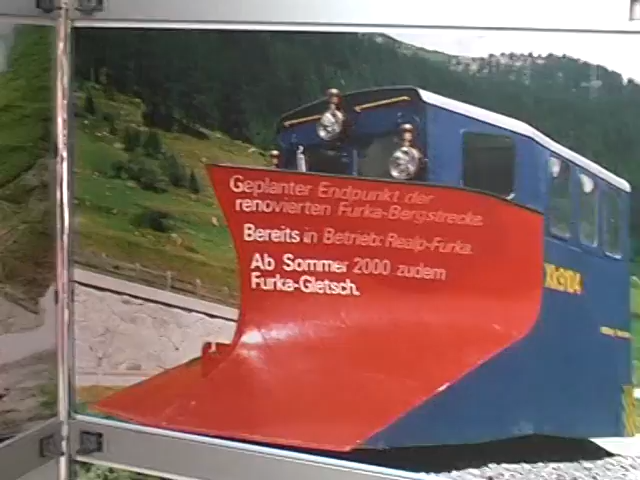 Geplanter Endpunkt der
renovierten Furka-Bergstrecke.
Bereits in Betrieb: Realp-Furka.
Ab Sommer 2000 zudem
Furka-Gletsch.